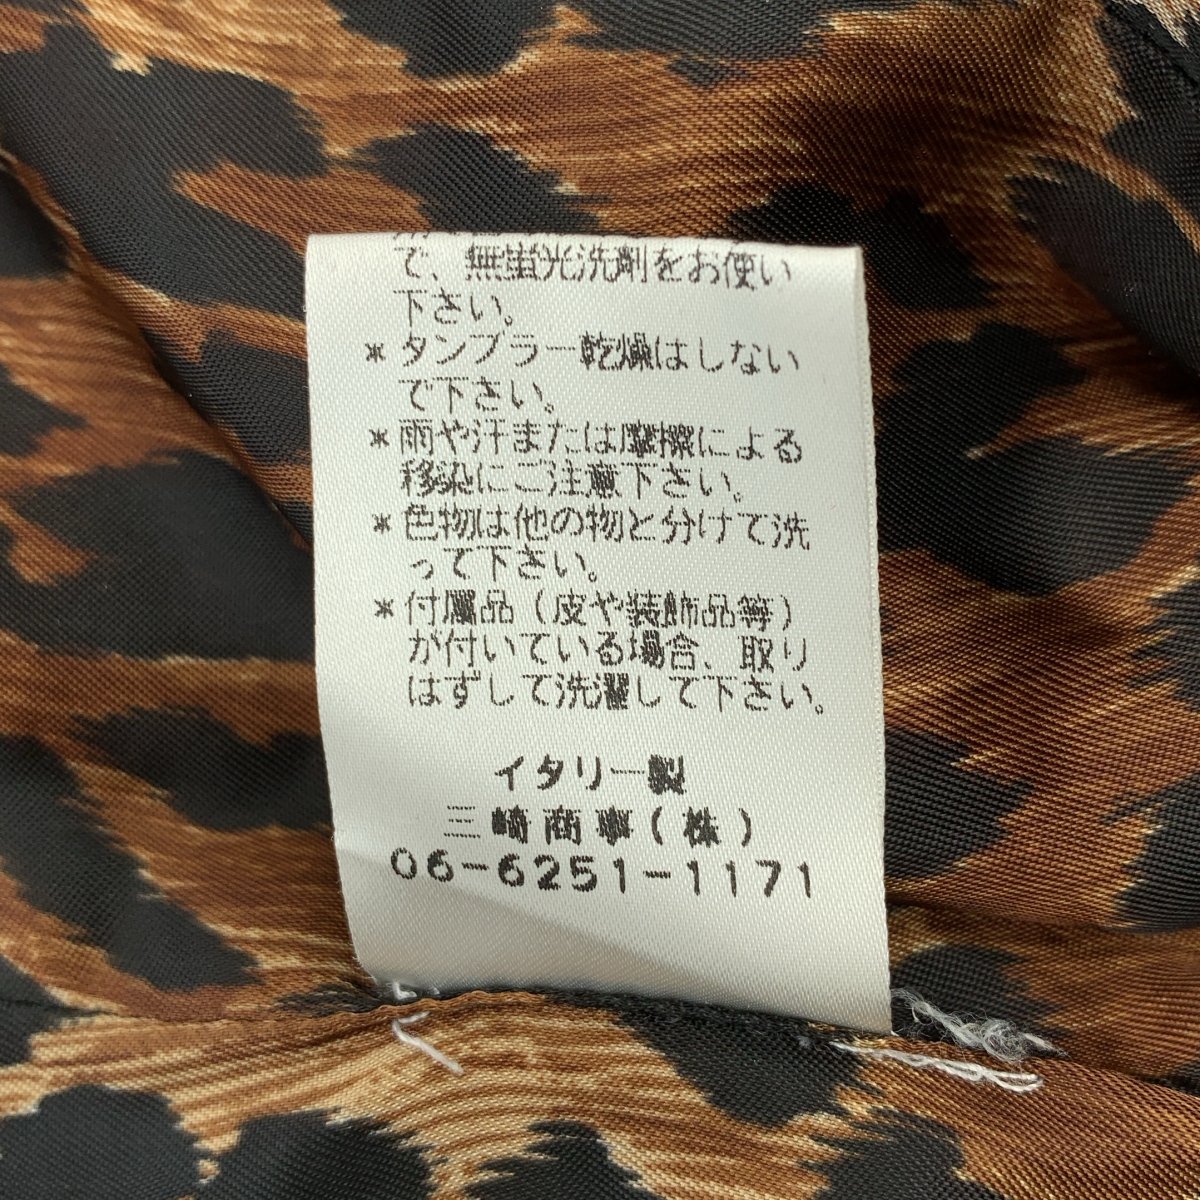 で、無蛍光洗剤をお使い
下さい。
*タンブラー乾燥はしない
で下さい。
*雨や汗または摩擦による
移染にご注意下さい。
*色物は他の物と分けて洗
って下さい。
*付属品(皮や装飾品等)
が付いている場合、取り
はずして洗濯して下さい。
イタリー製
三崎商事(株)
06-6251-1171